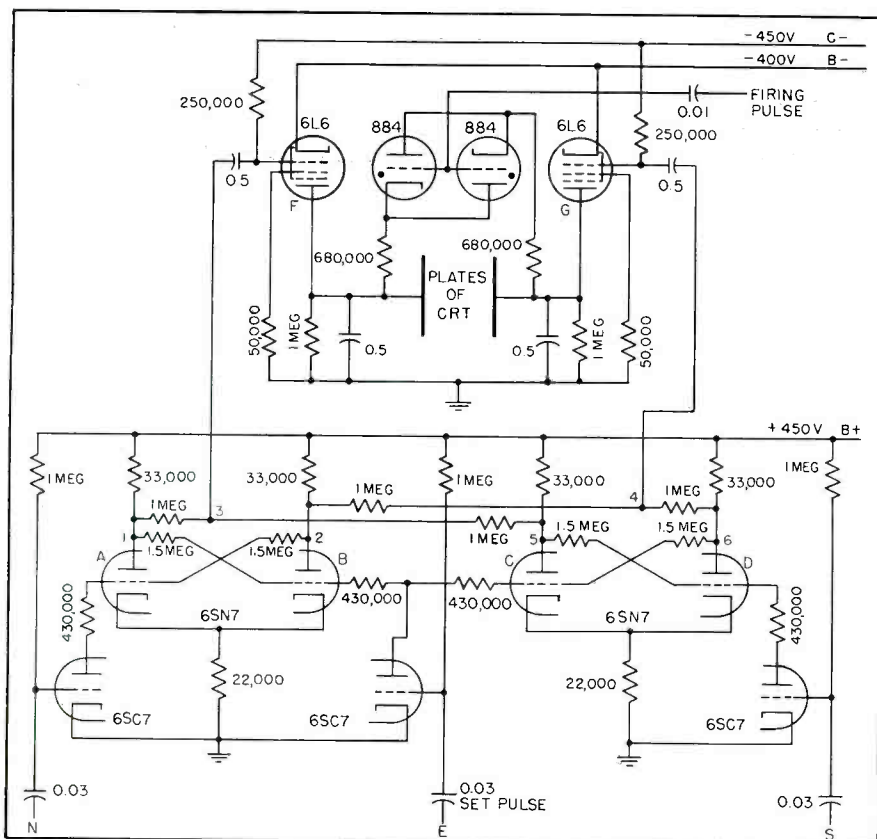 -450V C-
-400V B-
250,000
6L6
884
884
6L6
0.01
FIRING
PULSE
250,000
0.5
0.5
F
G
680,000
680,000
PLATES
OF
CRT
50,000
1 MEG
0.5
0.5
1 MEG
50,000
+450V B+
1 MEG
33,000
33,000
1 MEG
33,000
33,000
1 MEG
1 MEG
3
1 MEG
4
1 MEG
1 MEG
1
1.5 MEG
1.5 MEG
2
5
1.5 MEG
1.5 MEG
6
A
B
C
D
430,000
430,000
430,000
430,000
6SN7
6SN7
22,000
22,000
6SC7
6SC7
6SC7
0.03
0.03
SET PULSE
0.03
N
E
S